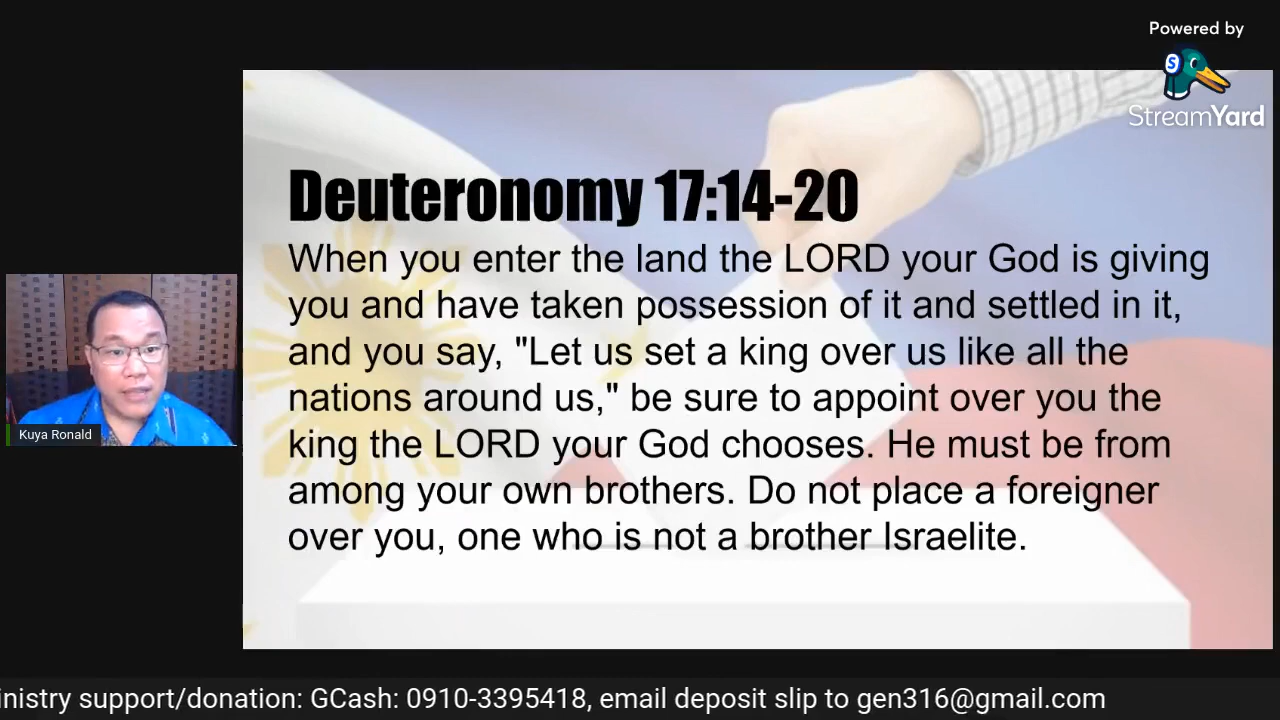 Powered by
StreamYard
Deuteronomy 17:14-20
When you enter the land the LORD your God is giving
you and have taken possession of it and settled in it,
and you say, "Let us set a king over us like all the
nations around us," be sure to appoint over you the
king the LORD your God chooses. He must be from
among your own brothers. Do not place a foreigner
over you, one who is not a brother Israelite.
Kuya Ronald
inistry support/donation: GCash: 0910-3395418, email deposit slip to gen316@gmail.com